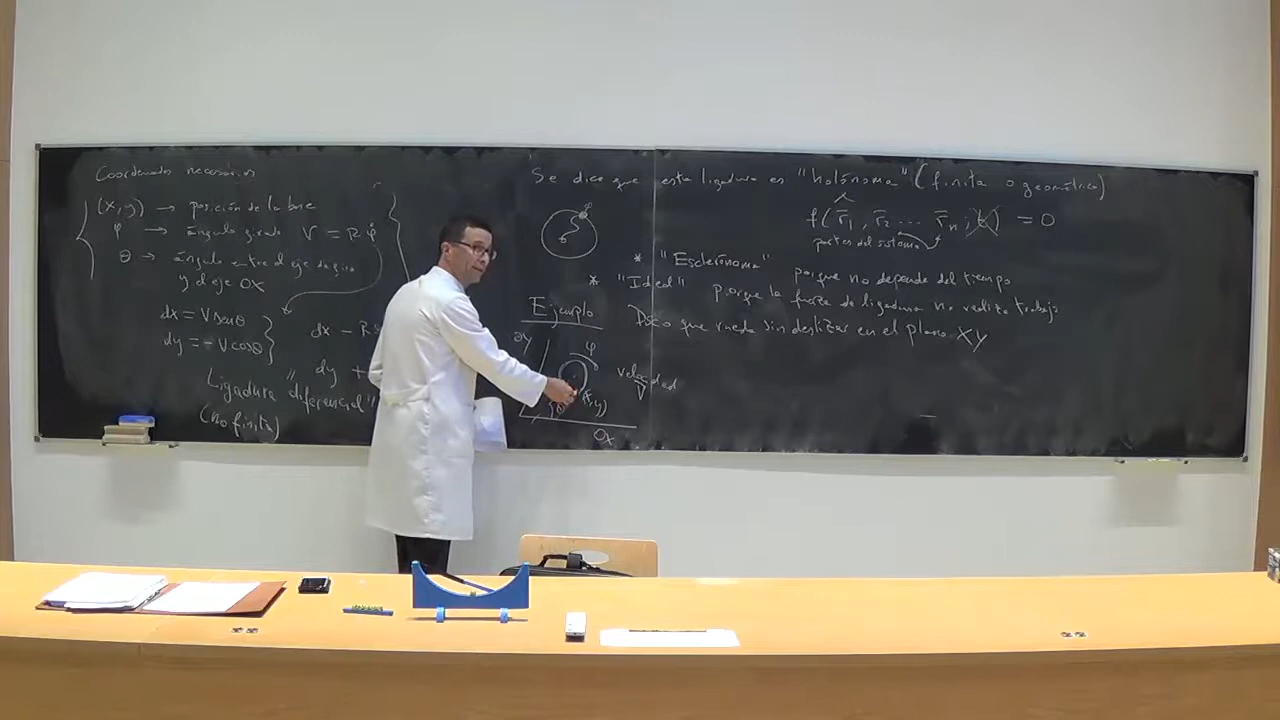 Coordenadas necesarias
(x, y) → posición de la base
φ → ángulo girado V = R φ̇
θ → ángulo entre el eje de giro
y el eje OX
dx = V senθ
dy = - V cosθ
dx - R
dy +
Ligadura "diferencial"
(no finita)
Se dice que esta ligadura es "holónoma" (finita o geométrica)
f(r̄₁, r̄₂ ... r̄ₙ; t) = 0
partes del sistema
* "Esclerónoma" porque no depende del tiempo
* "Ideal" porque la fuerza de ligadura no realiza trabajo
Ejemplo Disco que rueda sin deslizar en el plano XY
OY
φ
velocidad
V
(x, y)
θ
OX